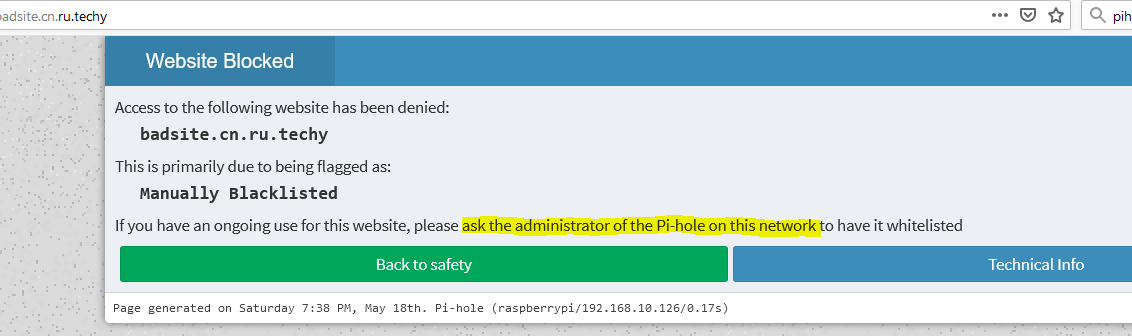 badsite.cn.ru.techy
pih
Website Blocked
Access to the following website has been denied:
badsite.cn.ru.techy
This is primarily due to being flagged as:
Manually Blacklisted
If you have an ongoing use for this website, please ask the administrator of the Pi-hole on this network to have it whitelisted
Back to safety
Technical Info
Page generated on Saturday 7:38 PM, May 18th. Pi-hole (raspberrypi/192.168.10.126/0.17s)